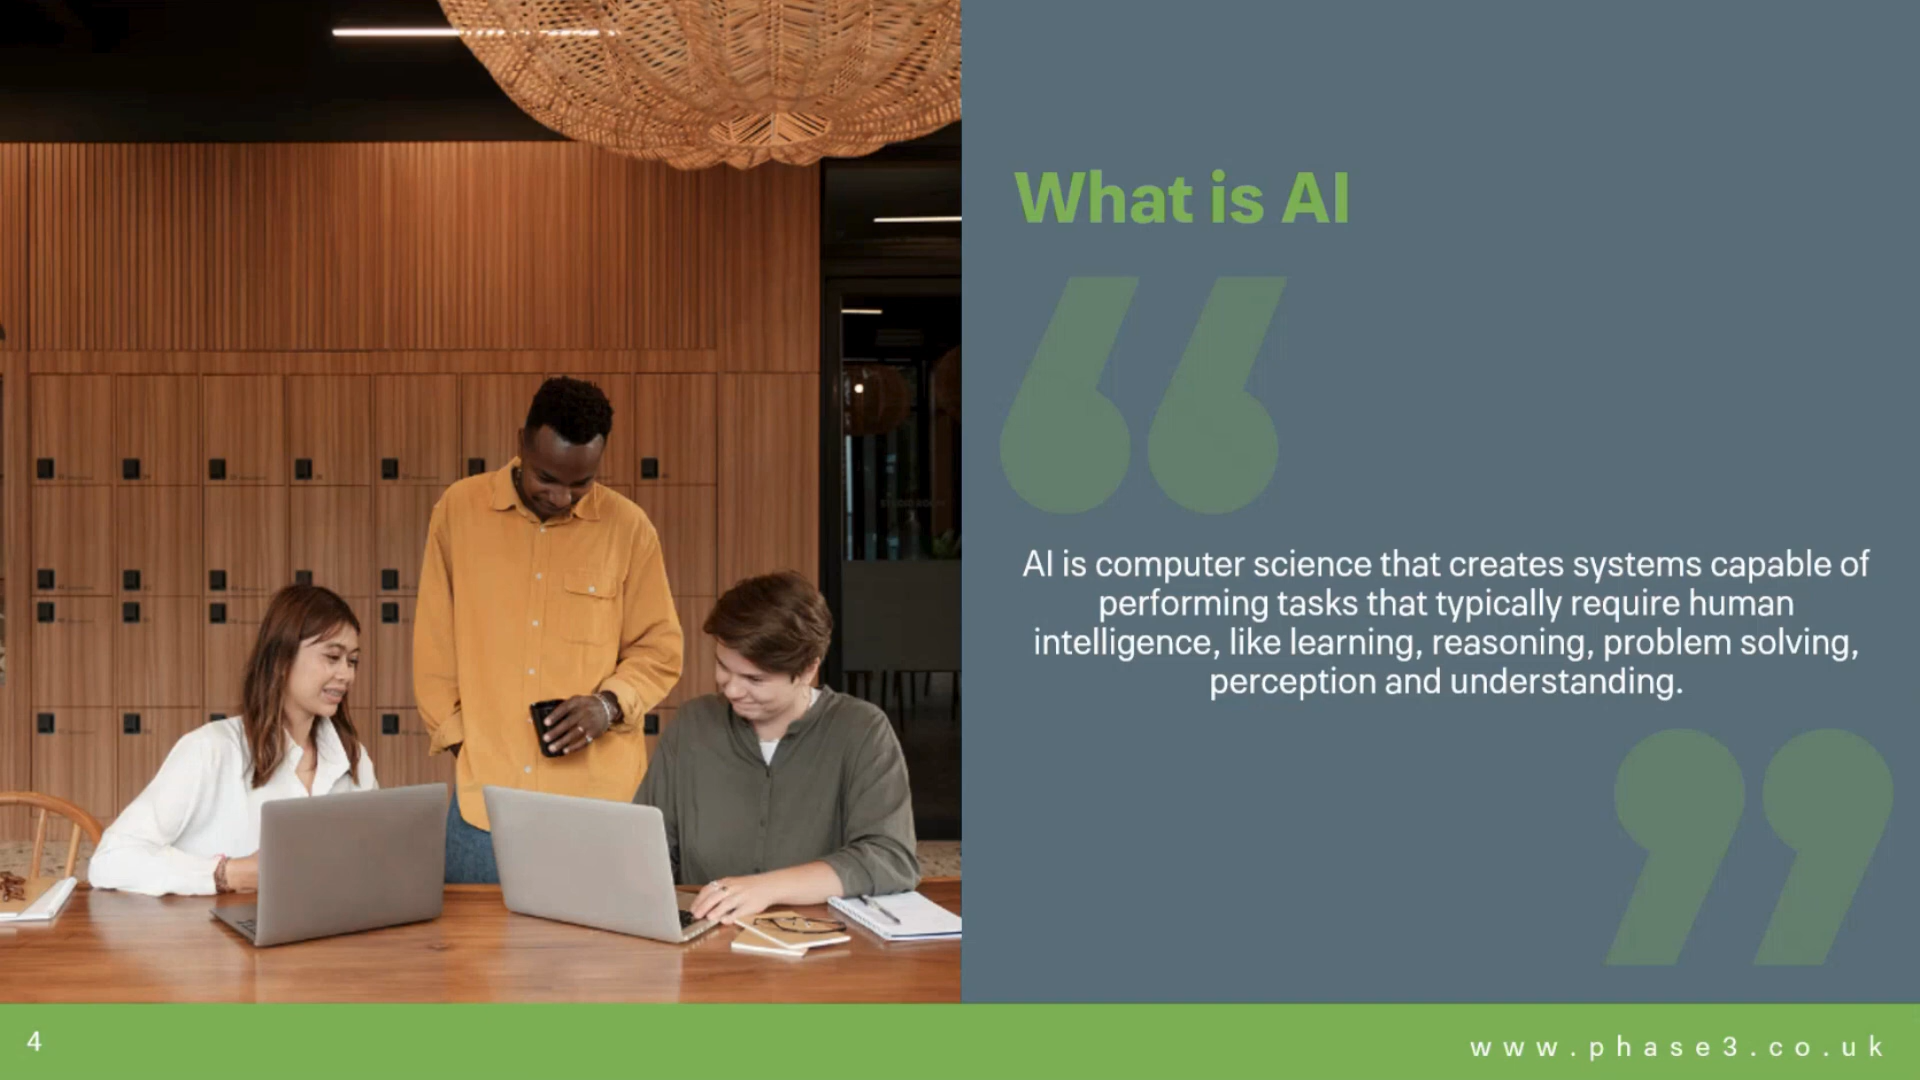 What is AI
AI is computer science that creates systems capable of
performing tasks that typically require human
intelligence, like learning, reasoning, problem solving,
perception and understanding.
4
www.phase3.co.uk